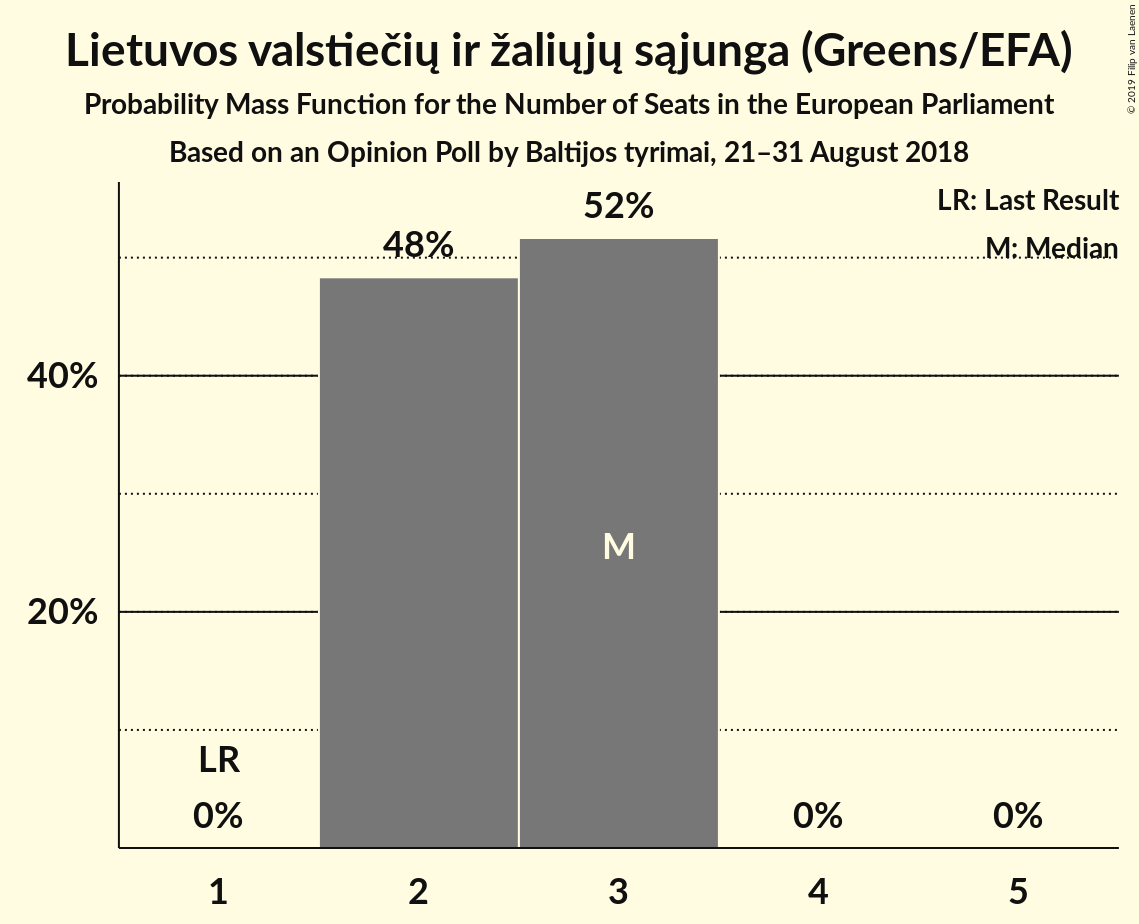 Lietuvos valstiečių ir žaliųjų sąjunga (Greens/EFA)
Probability Mass Function for the Number of Seats in the European Parliament
Based on an Opinion Poll by Baltijos tyrimai, 21–31 August 2018
© 2019 Filip van Laenen
LR: Last Result
M: Median
52%
48%
40%
M
20%
LR
0%
0%
0%
1
2
3
4
5